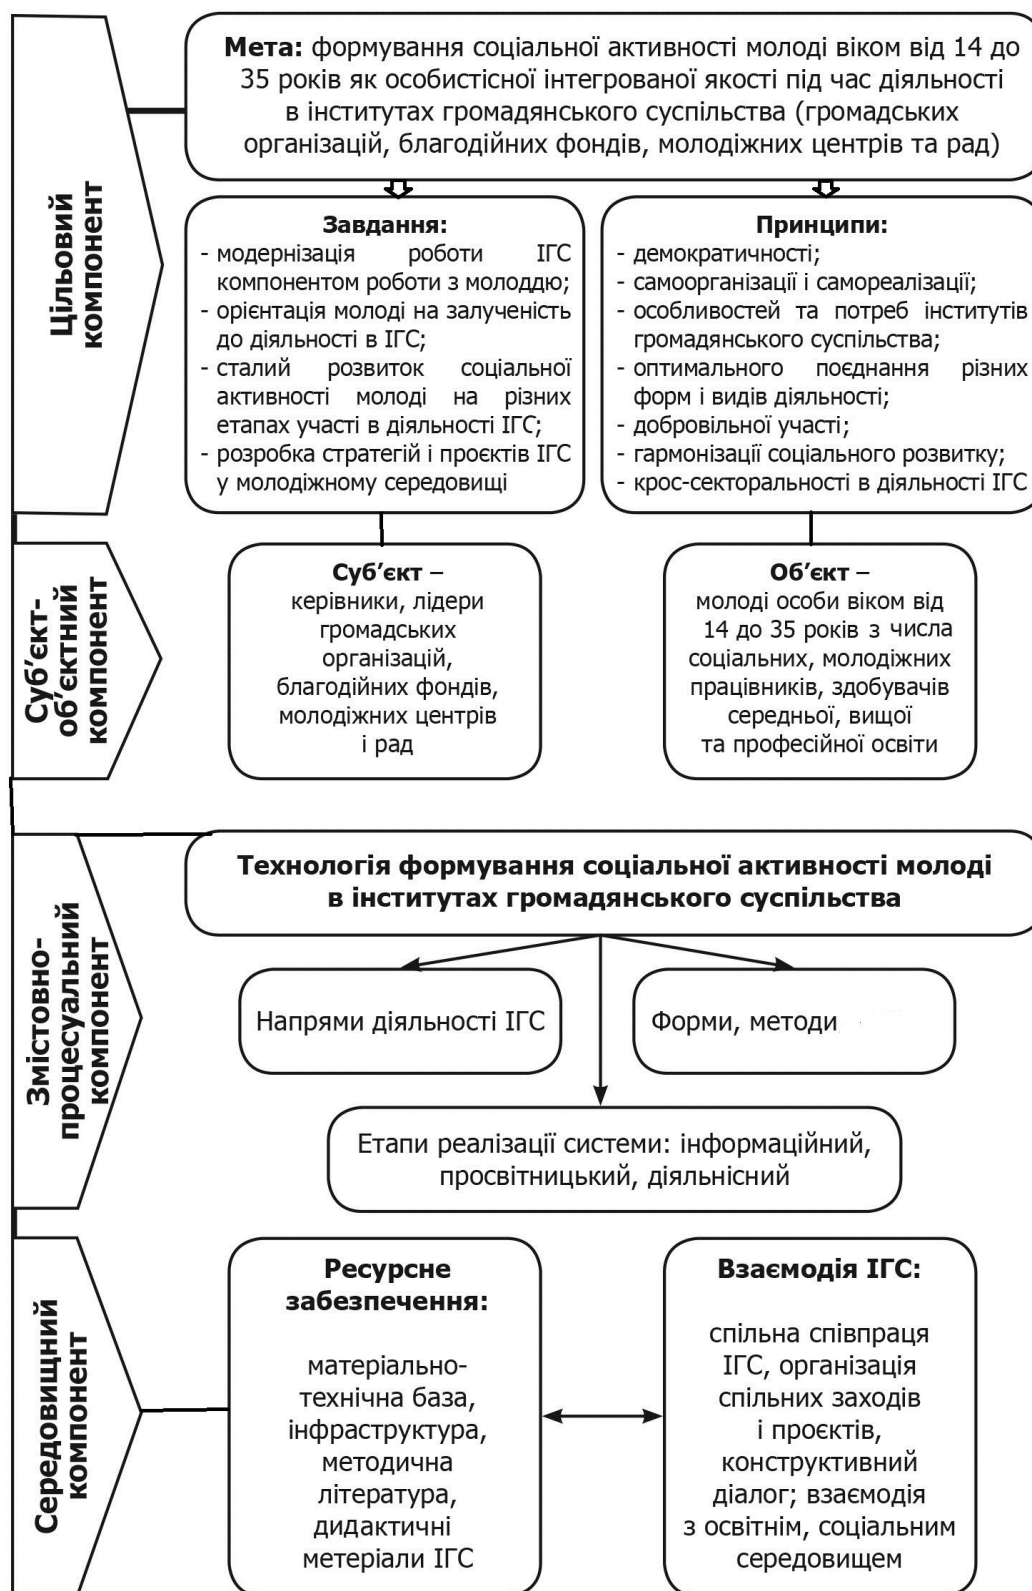 Цільовий
компонент
Мета: формування соціальної активності молоді віком від 14 до
35 років як особистісної інтегрованої якості під час діяльності
в інститутах громадянського суспільства (громадських
організацій, благодійних фондів, молодіжних центрів та рад)
Завдання:
- модернізація роботи ІГС
компонентом роботи з молоддю;
- орієнтація молоді на залученість
до діяльності в ІГС;
- сталий розвиток соціальної
активності молоді на різних
етапах участі в діяльності ІГС;
- розробка стратегій і проєктів ІГС
у молодіжному середовищі
Принципи:
- демократичності;
- самоорганізації і самореалізації;
- особливостей та потреб інститутів
громадянського суспільства;
- оптимального поєднання різних
форм і видів діяльності;
- добровільної участі;
- гармонізації соціального розвитку;
- крос-секторальності в діяльності ІГС
Суб’єкт-
об’єктний
компонент
Суб’єкт –
керівники, лідери
громадських
організацій,
благодійних фондів,
молодіжних центрів
і рад
Об’єкт –
молоді особи віком від
14 до 35 років з числа
соціальних, молодіжних
працівників, здобувачів
середньої, вищої
та професійної освіти
Змістовно-
процесуальний
компонент
Технологія формування соціальної активності молоді
в інститутах громадянського суспільства
Напрями діяльності ІГС
Форми, методи
Етапи реалізації системи: інформаційний,
просвітницький, діяльнісний
Середовищний
компонент
Ресурсне
забезпечення:
матеріально-
технічна база,
інфраструктура,
методична
література,
дидактичні
метеріали ІГС
Взаємодія ІГС:
спільна співпраця
ІГС, організація
спільних заходів
і проєктів,
конструктивний
діалог; взаємодія
з освітнім, соціальним
середовищем